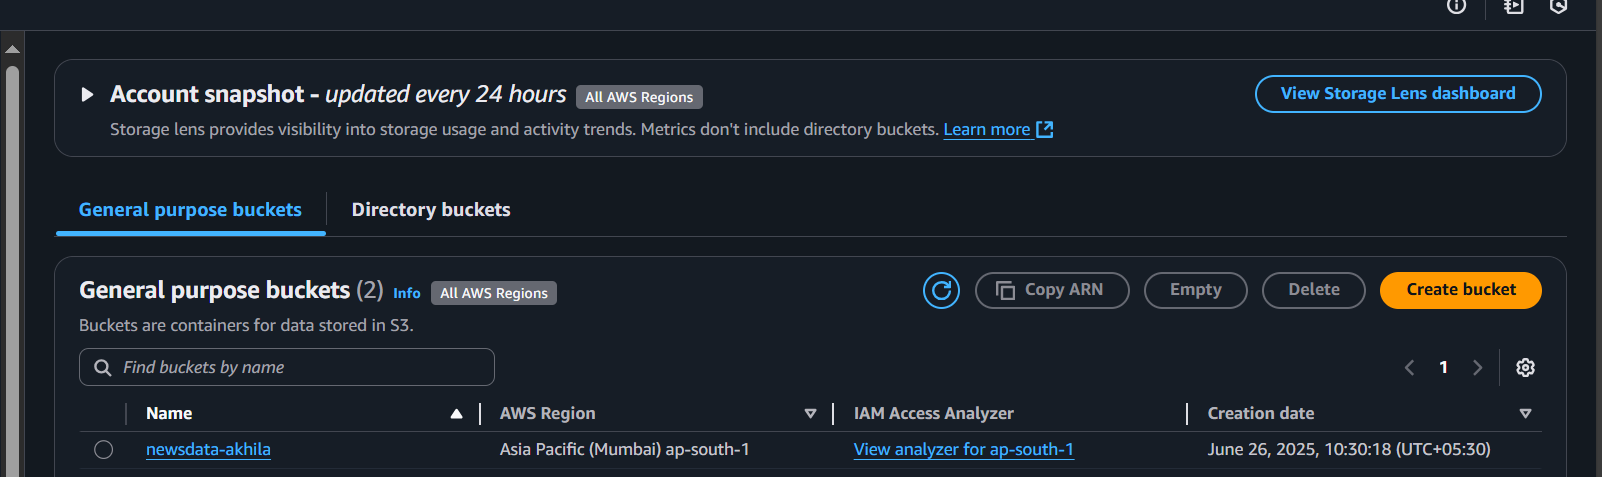 Account snapshot - updated every 24 hours All AWS Regions
View Storage Lens dashboard
Storage lens provides visibility into storage usage and activity trends. Metrics don't include directory buckets. Learn more
General purpose buckets
Directory buckets
General purpose buckets (2) Info All AWS Regions
Copy ARN
Empty
Delete
Create bucket
Buckets are containers for data stored in S3.
Find buckets by name
1
Name
AWS Region
IAM Access Analyzer
Creation date
newsdata-akhila
Asia Pacific (Mumbai) ap-south-1
View analyzer for ap-south-1
June 26, 2025, 10:30:18 (UTC+05:30)